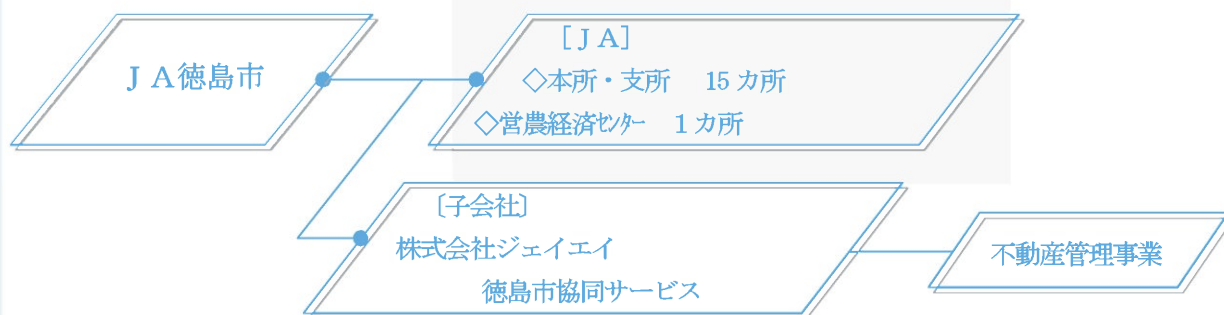 ＪＡ徳島市
［ＪＡ］
◇本所・支所　15カ所
◇営農経済ｾﾝﾀｰ　1カ所
〔子会社〕
株式会社ジェイエイ
徳島市協同サービス
不動産管理事業